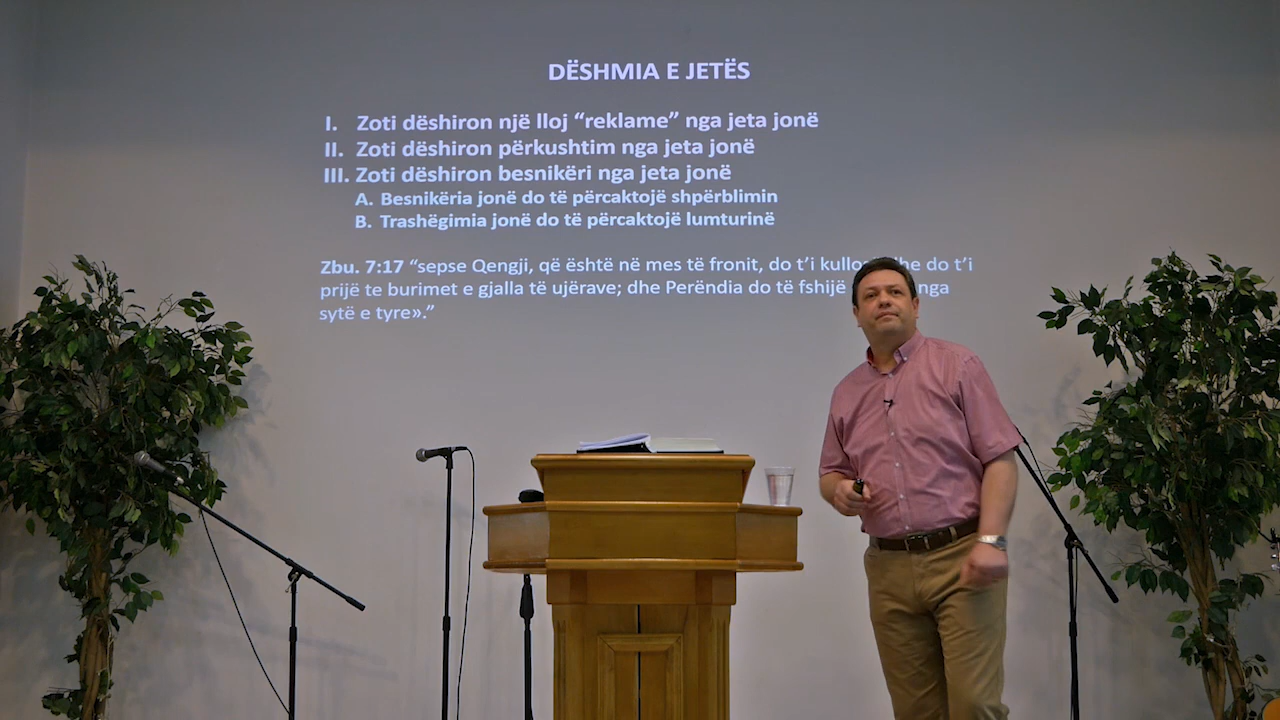 DËSHMIA E JETËS
I. Zoti dëshiron një lloj “reklame” nga jeta jonë
II. Zoti dëshiron përkushtim nga jeta jonë
III. Zoti dëshiron besnikëri nga jeta jonë
A. Besnikëria jonë do të përcaktojë shpërblimin
B. Trashëgimia jonë do të përcaktojë lumturinë
Zbu. 7:17 “sepse Qengji, që është në mes të fronit, do t’i do t’i
prijë te burimet e gjalla të ujërave; dhe Perëndia do të fshijë nga
sytë e tyre».”